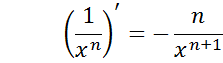 (1/xⁿ)′ = − n/xⁿ⁺¹